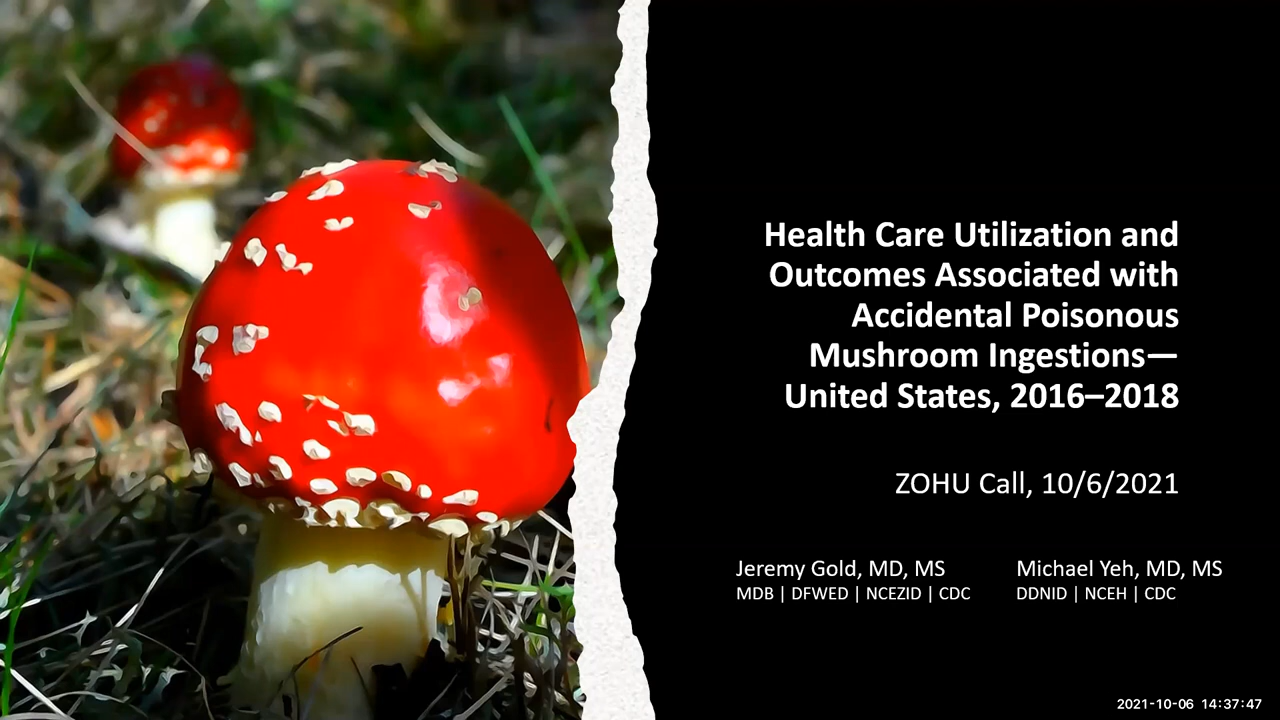 Health Care Utilization and
Outcomes Associated with
Accidental Poisonous
Mushroom Ingestions—
United States, 2016–2018
ZOHU Call, 10/6/2021
Jeremy Gold, MD, MS
MDB | DFWED | NCEZID | CDC
Michael Yeh, MD, MS
DDNID | NCEH | CDC
2021-10-06 14:37:47